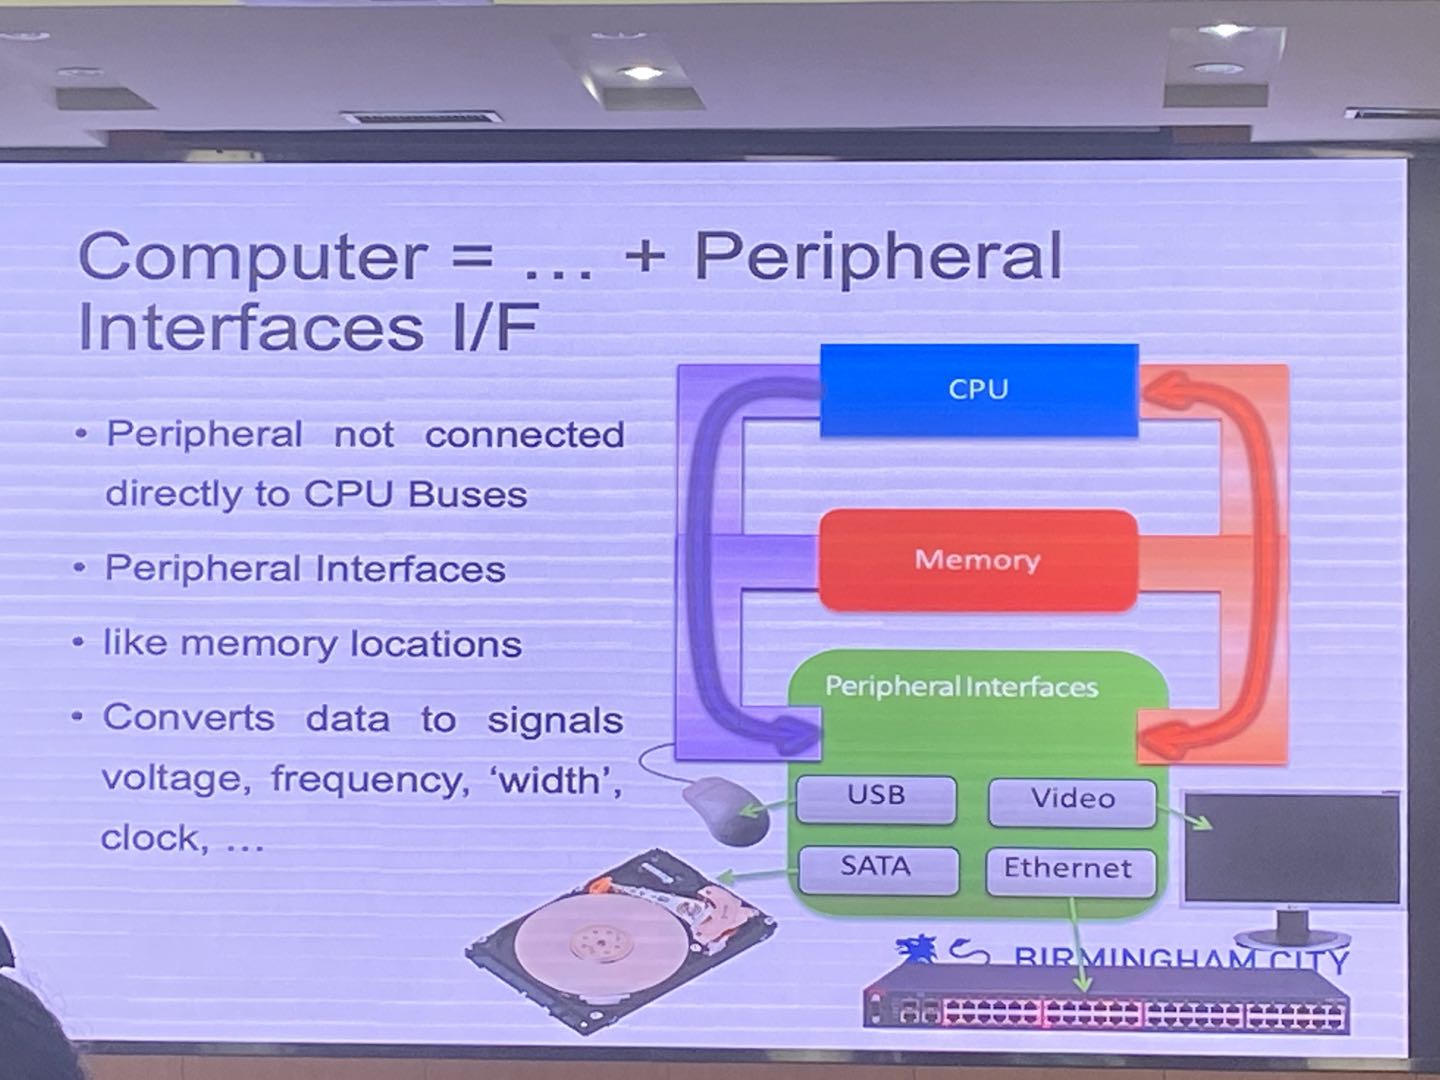 Computer = ... + Peripheral
Interfaces I/F
• Peripheral not connected
directly to CPU Buses
• Peripheral Interfaces
• like memory locations
• Converts data to signals
voltage, frequency, ‘width’,
clock, ...
CPU
Memory
Peripheral Interfaces
USB
Video
SATA
Ethernet
BIRMINGHAM CITY